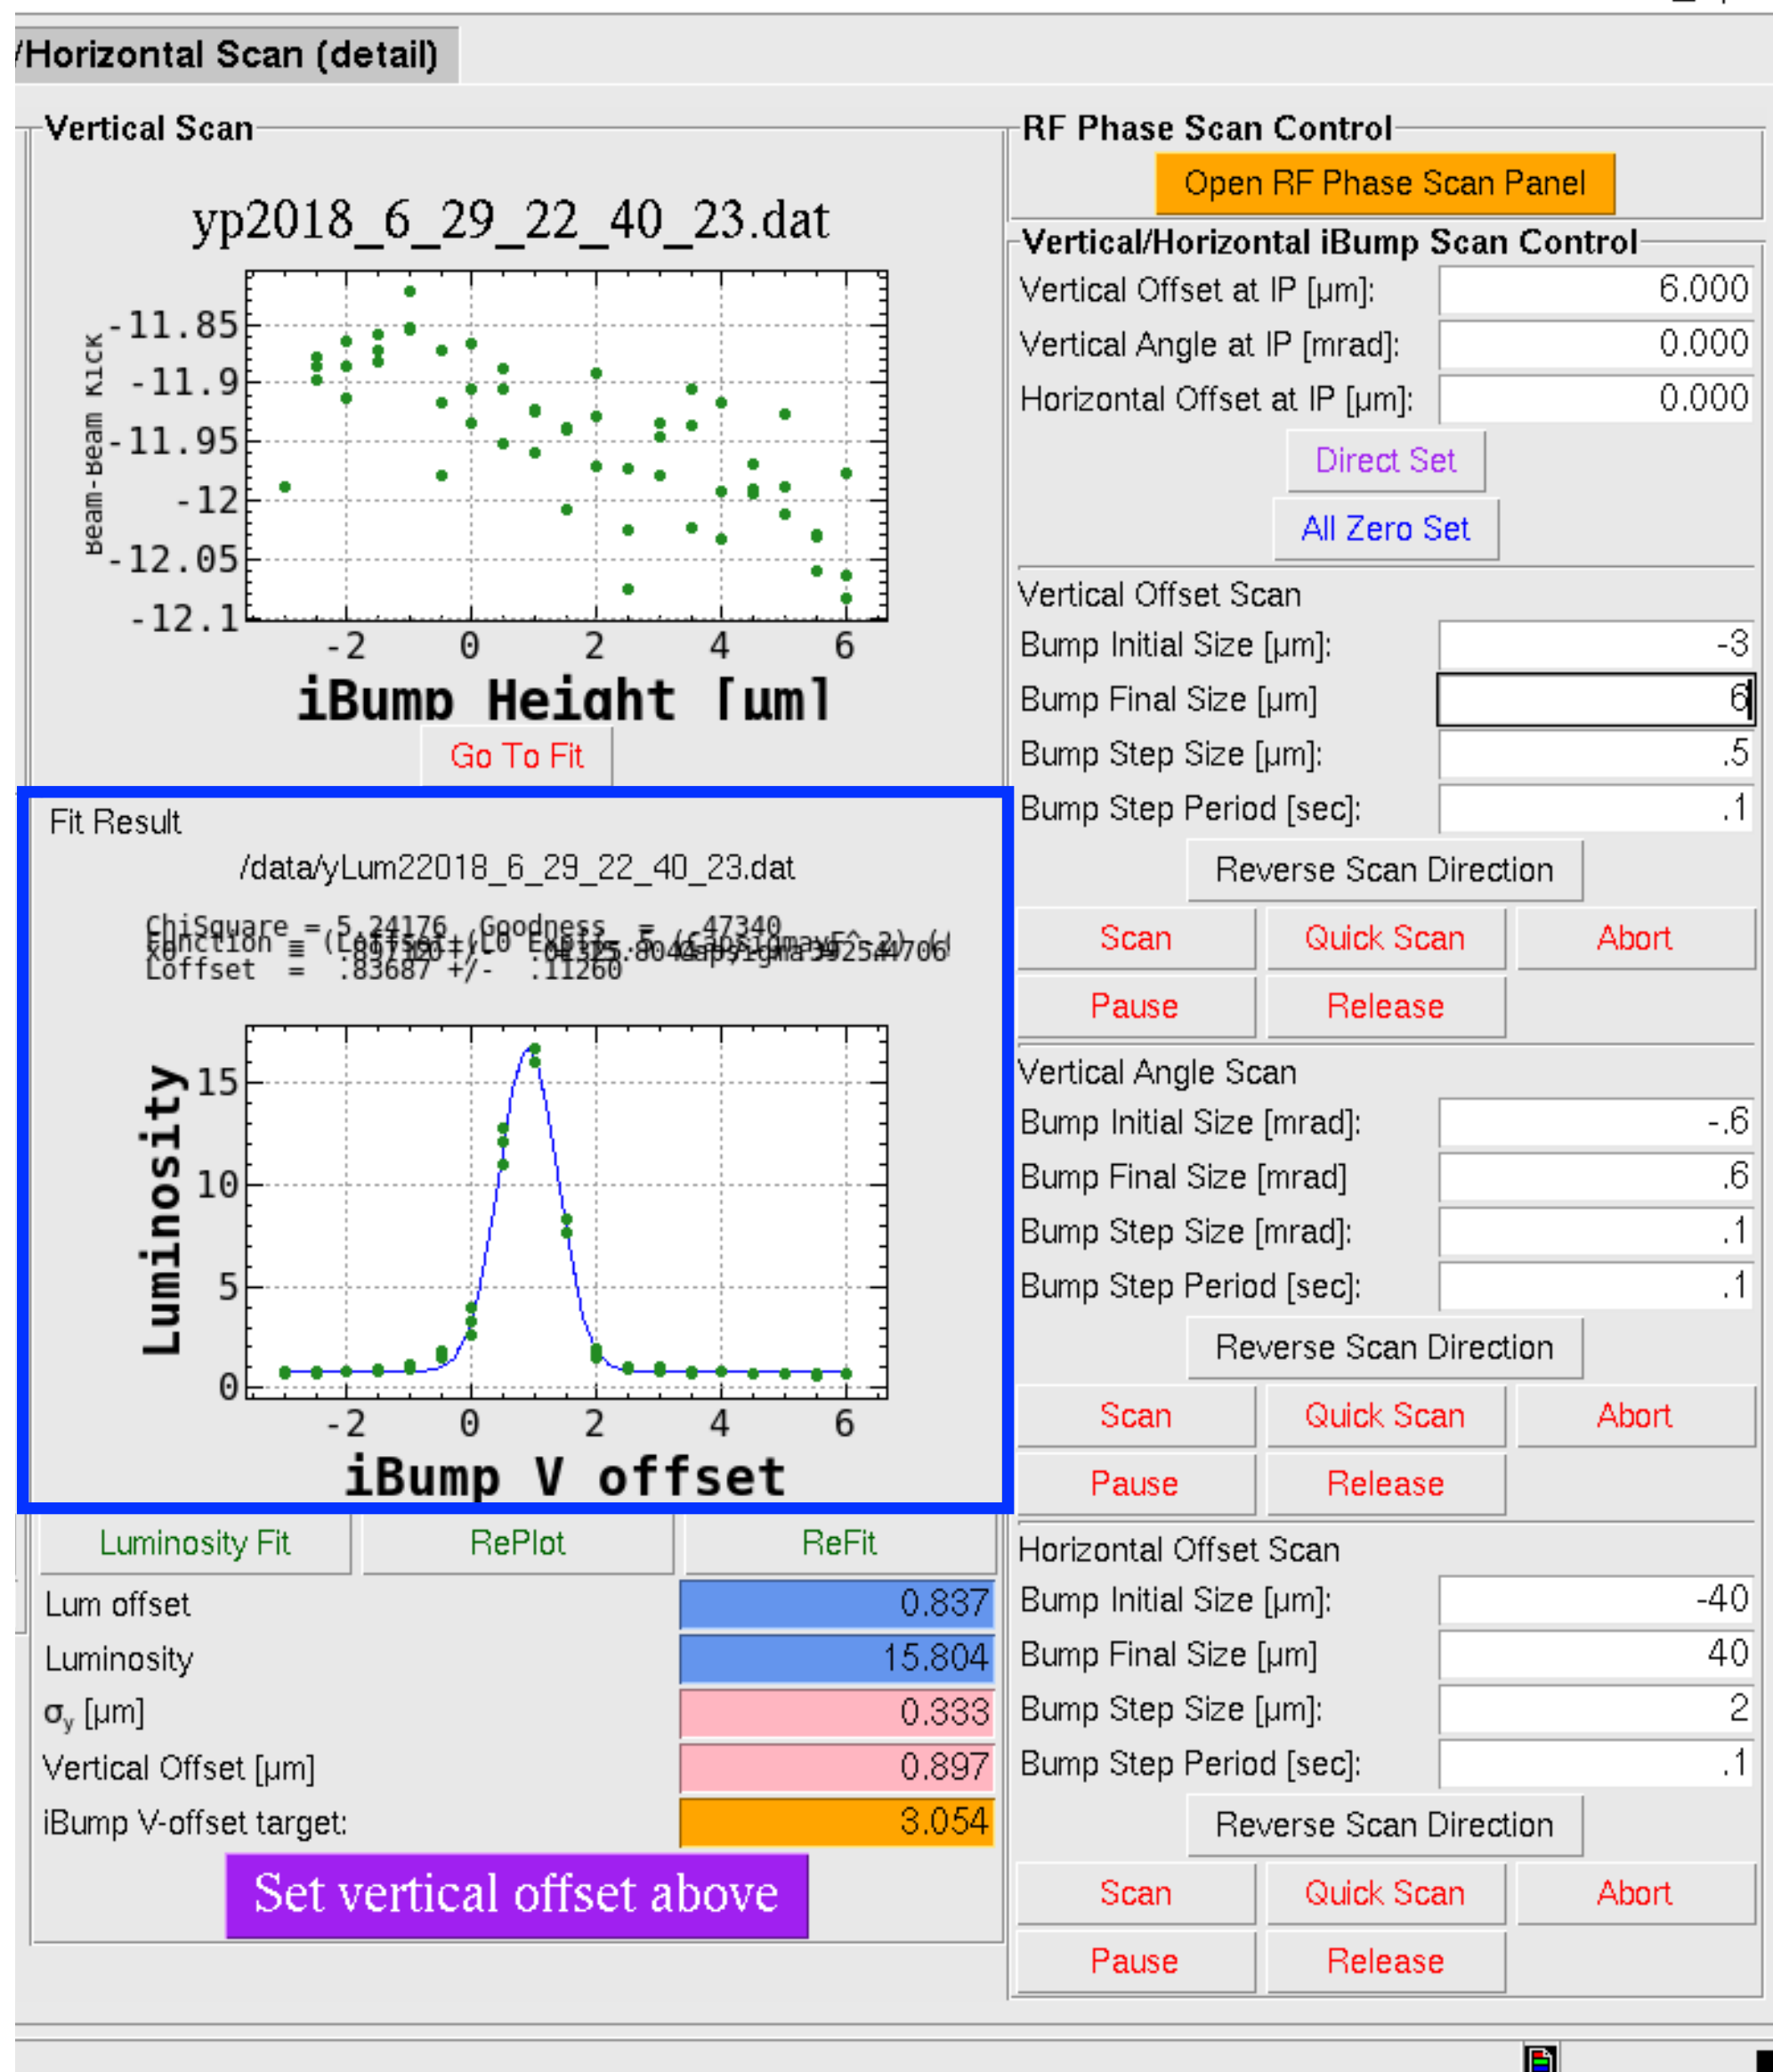 /Horizontal Scan (detail)
Vertical Scan
yp2018_6_29_22_40_23.dat
Beam-Beam Kick
-11.85
-11.9
-11.95
-12
-12.05
-12.1
-2 0 2 4 6
iBump Height [µm]
Go To Fit
Fit Result
/data/yLum22018_6_29_22_40_23.dat
ChiSquare = 5.24176 Goodness = .47340
Loffset = .83687 +/- .11260
Luminosity
15
10
5
0
-2 0 2 4 6
iBump V offset
Luminosity Fit RePlot ReFit
Lum offset 0.837
Luminosity 15.804
σy [µm] 0.333
Vertical Offset [µm] 0.897
iBump V-offset target: 3.054
Set vertical offset above
RF Phase Scan Control
Open RF Phase Scan Panel
Vertical/Horizontal iBump Scan Control
Vertical Offset at IP [µm]: 6.000
Vertical Angle at IP [mrad]: 0.000
Horizontal Offset at IP [µm]: 0.000
Direct Set
All Zero Set
Vertical Offset Scan
Bump Initial Size [µm]: -3
Bump Final Size [µm] 6
Bump Step Size [µm]: .5
Bump Step Period [sec]: .1
Reverse Scan Direction
Scan Quick Scan Abort
Pause Release
Vertical Angle Scan
Bump Initial Size [mrad]: -.6
Bump Final Size [mrad] .6
Bump Step Size [mrad]: .1
Bump Step Period [sec]: .1
Reverse Scan Direction
Scan Quick Scan Abort
Pause Release
Horizontal Offset Scan
Bump Initial Size [µm]: -40
Bump Final Size [µm] 40
Bump Step Size [µm]: 2
Bump Step Period [sec]: .1
Reverse Scan Direction
Scan Quick Scan Abort
Pause Release